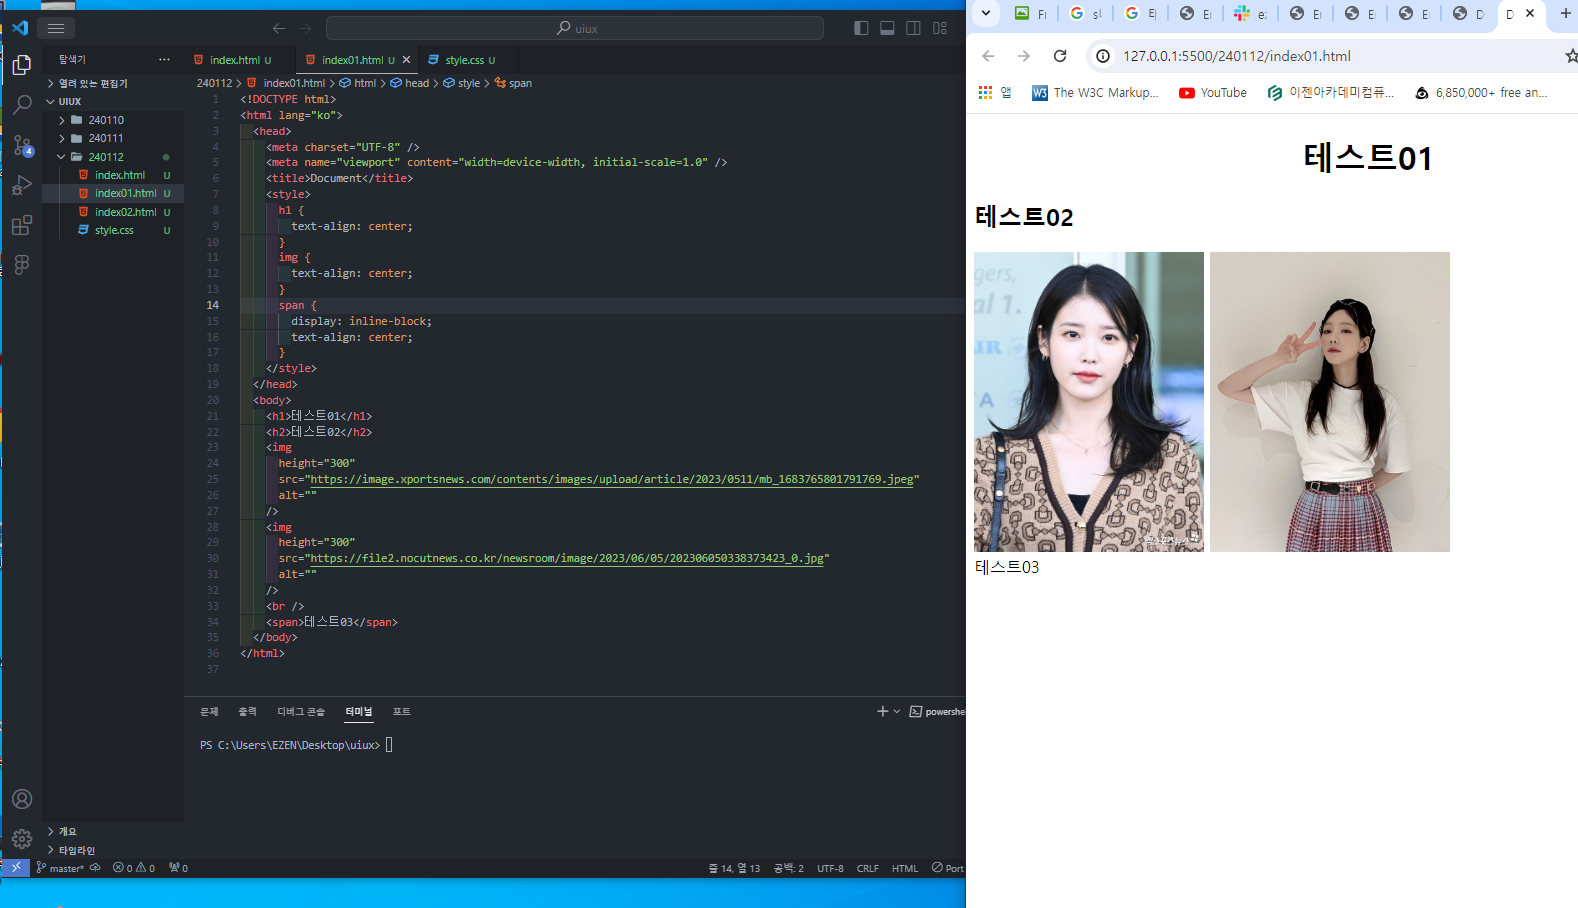 uiux
탐색기
열려 있는 편집기
UIUX
240110
240111
240112
index.html U
index01.html U
index02.html U
style.css U
개요
타임라인
index.html U
index01.html U
style.css U
240112 > index01.html > html > head > style > span
1 <!DOCTYPE html>
2 <html lang="ko">
3 <head>
4 <meta charset="UTF-8" />
5 <meta name="viewport" content="width=device-width, initial-scale=1.0" />
6 <title>Document</title>
7 <style>
8 h1 {
9 text-align: center;
10 }
11 img {
12 text-align: center;
13 }
14 span {
15 display: inline-block;
16 text-align: center;
17 }
18 </style>
19 </head>
20 <body>
21 <h1>테스트01</h1>
22 <h2>테스트02</h2>
23 <img
24 height="300"
25 src="https://image.xportsnews.com/contents/images/upload/article/2023/0511/mb_1683765801791769.jpeg"
26 alt=""
27 />
28 <img
29 height="300"
30 src="https://file2.nocutnews.co.kr/newsroom/image/2023/06/05/202306050338373423_0.jpg"
31 alt=""
32 />
33 <br />
34 <span>테스트03</span>
35 </body>
36 </html>
37
문제 출력 디버그 콘솔 터미널 포트
powershe
PS C:\Users\EZEN\Desktop\uiux>
4
master* 0 0 0
줄 14, 열 13 공백: 2 UTF-8 CRLF HTML Port
127.0.0.1:5500/240112/index01.html
앱 The W3C Markup... YouTube 이젠아카데미컴퓨... 6,850,000+ free an...
테스트01
테스트02
gers,
al 1.
테스트03